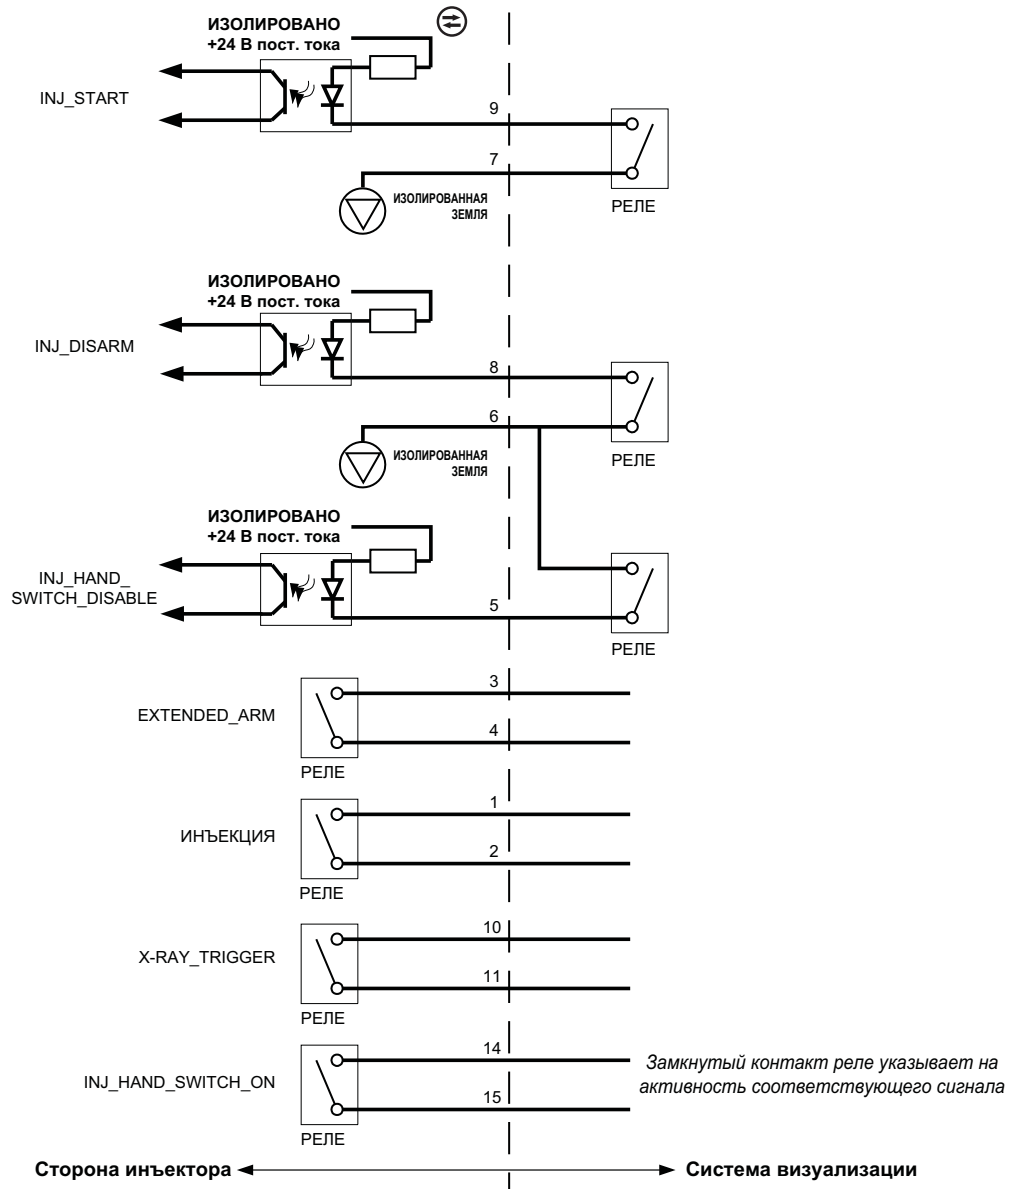 ИЗОЛИРОВАНО
+24 В пост. тока
INJ_START
9
7
ИЗОЛИРОВАННАЯ
ЗЕМЛЯ
РЕЛЕ
ИЗОЛИРОВАНО
+24 В пост. тока
INJ_DISARM
8
6
ИЗОЛИРОВАННАЯ
ЗЕМЛЯ
РЕЛЕ
ИЗОЛИРОВАНО
+24 В пост. тока
INJ_HAND_
SWITCH_DISABLE
5
РЕЛЕ
3
EXTENDED_ARM
4
РЕЛЕ
1
ИНЪЕКЦИЯ
2
РЕЛЕ
10
X-RAY_TRIGGER
11
РЕЛЕ
14
INJ_HAND_SWITCH_ON
15
РЕЛЕ
Замкнутый контакт реле указывает на
активность соответствующего сигнала
Сторона инъектора
Система визуализации